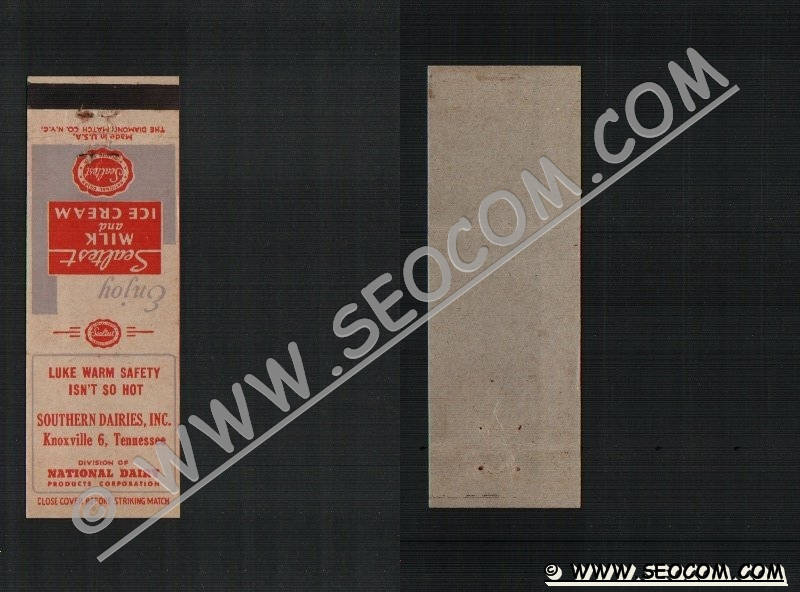 THE DIAMOND MATCH CO. N.Y.C.
Made in U.S.A.
Sealtest
ICE CREAM
and
MILK
Sealtest
Enjoy
Sealtest
LUKE WARM SAFETY
ISN'T SO HOT
SOUTHERN DAIRIES, INC.
Knoxville 6, Tennessee
DIVISION OF
NATIONAL DAIRY
PRODUCTS CORPORATION
CLOSE COVER BEFORE STRIKING MATCH
© WWW.SEOCOM.COM
© WWW.SEOCOM.COM